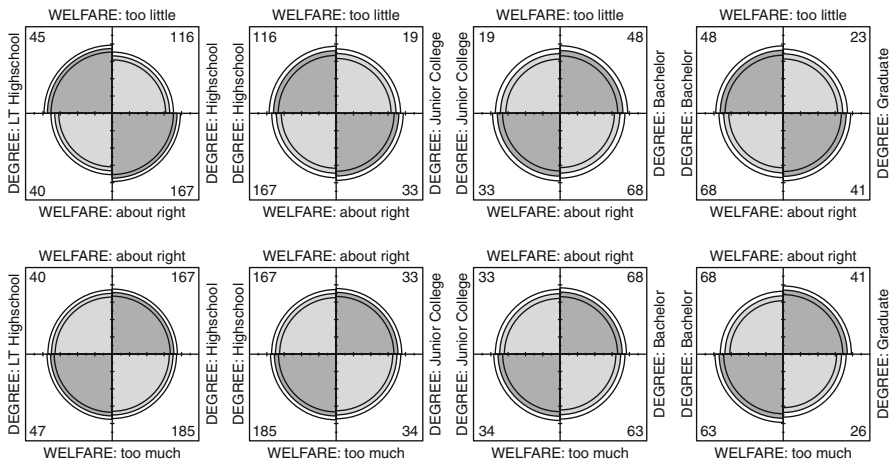 WELFARE: too little
45
116
DEGREE: LT Highschool
DEGREE: Highschool
40
167
WELFARE: about right
WELFARE: too little
116
19
DEGREE: Highschool
DEGREE: Junior College
167
33
WELFARE: about right
WELFARE: too little
19
48
DEGREE: Junior College
DEGREE: Bachelor
33
68
WELFARE: about right
WELFARE: too little
48
23
DEGREE: Bachelor
DEGREE: Graduate
68
41
WELFARE: about right
WELFARE: about right
40
167
DEGREE: LT Highschool
DEGREE: Highschool
47
185
WELFARE: too much
WELFARE: about right
167
33
DEGREE: Highschool
DEGREE: Junior College
185
34
WELFARE: too much
WELFARE: about right
33
68
DEGREE: Junior College
DEGREE: Bachelor
34
63
WELFARE: too much
WELFARE: about right
68
41
DEGREE: Bachelor
DEGREE: Graduate
63
26
WELFARE: too much